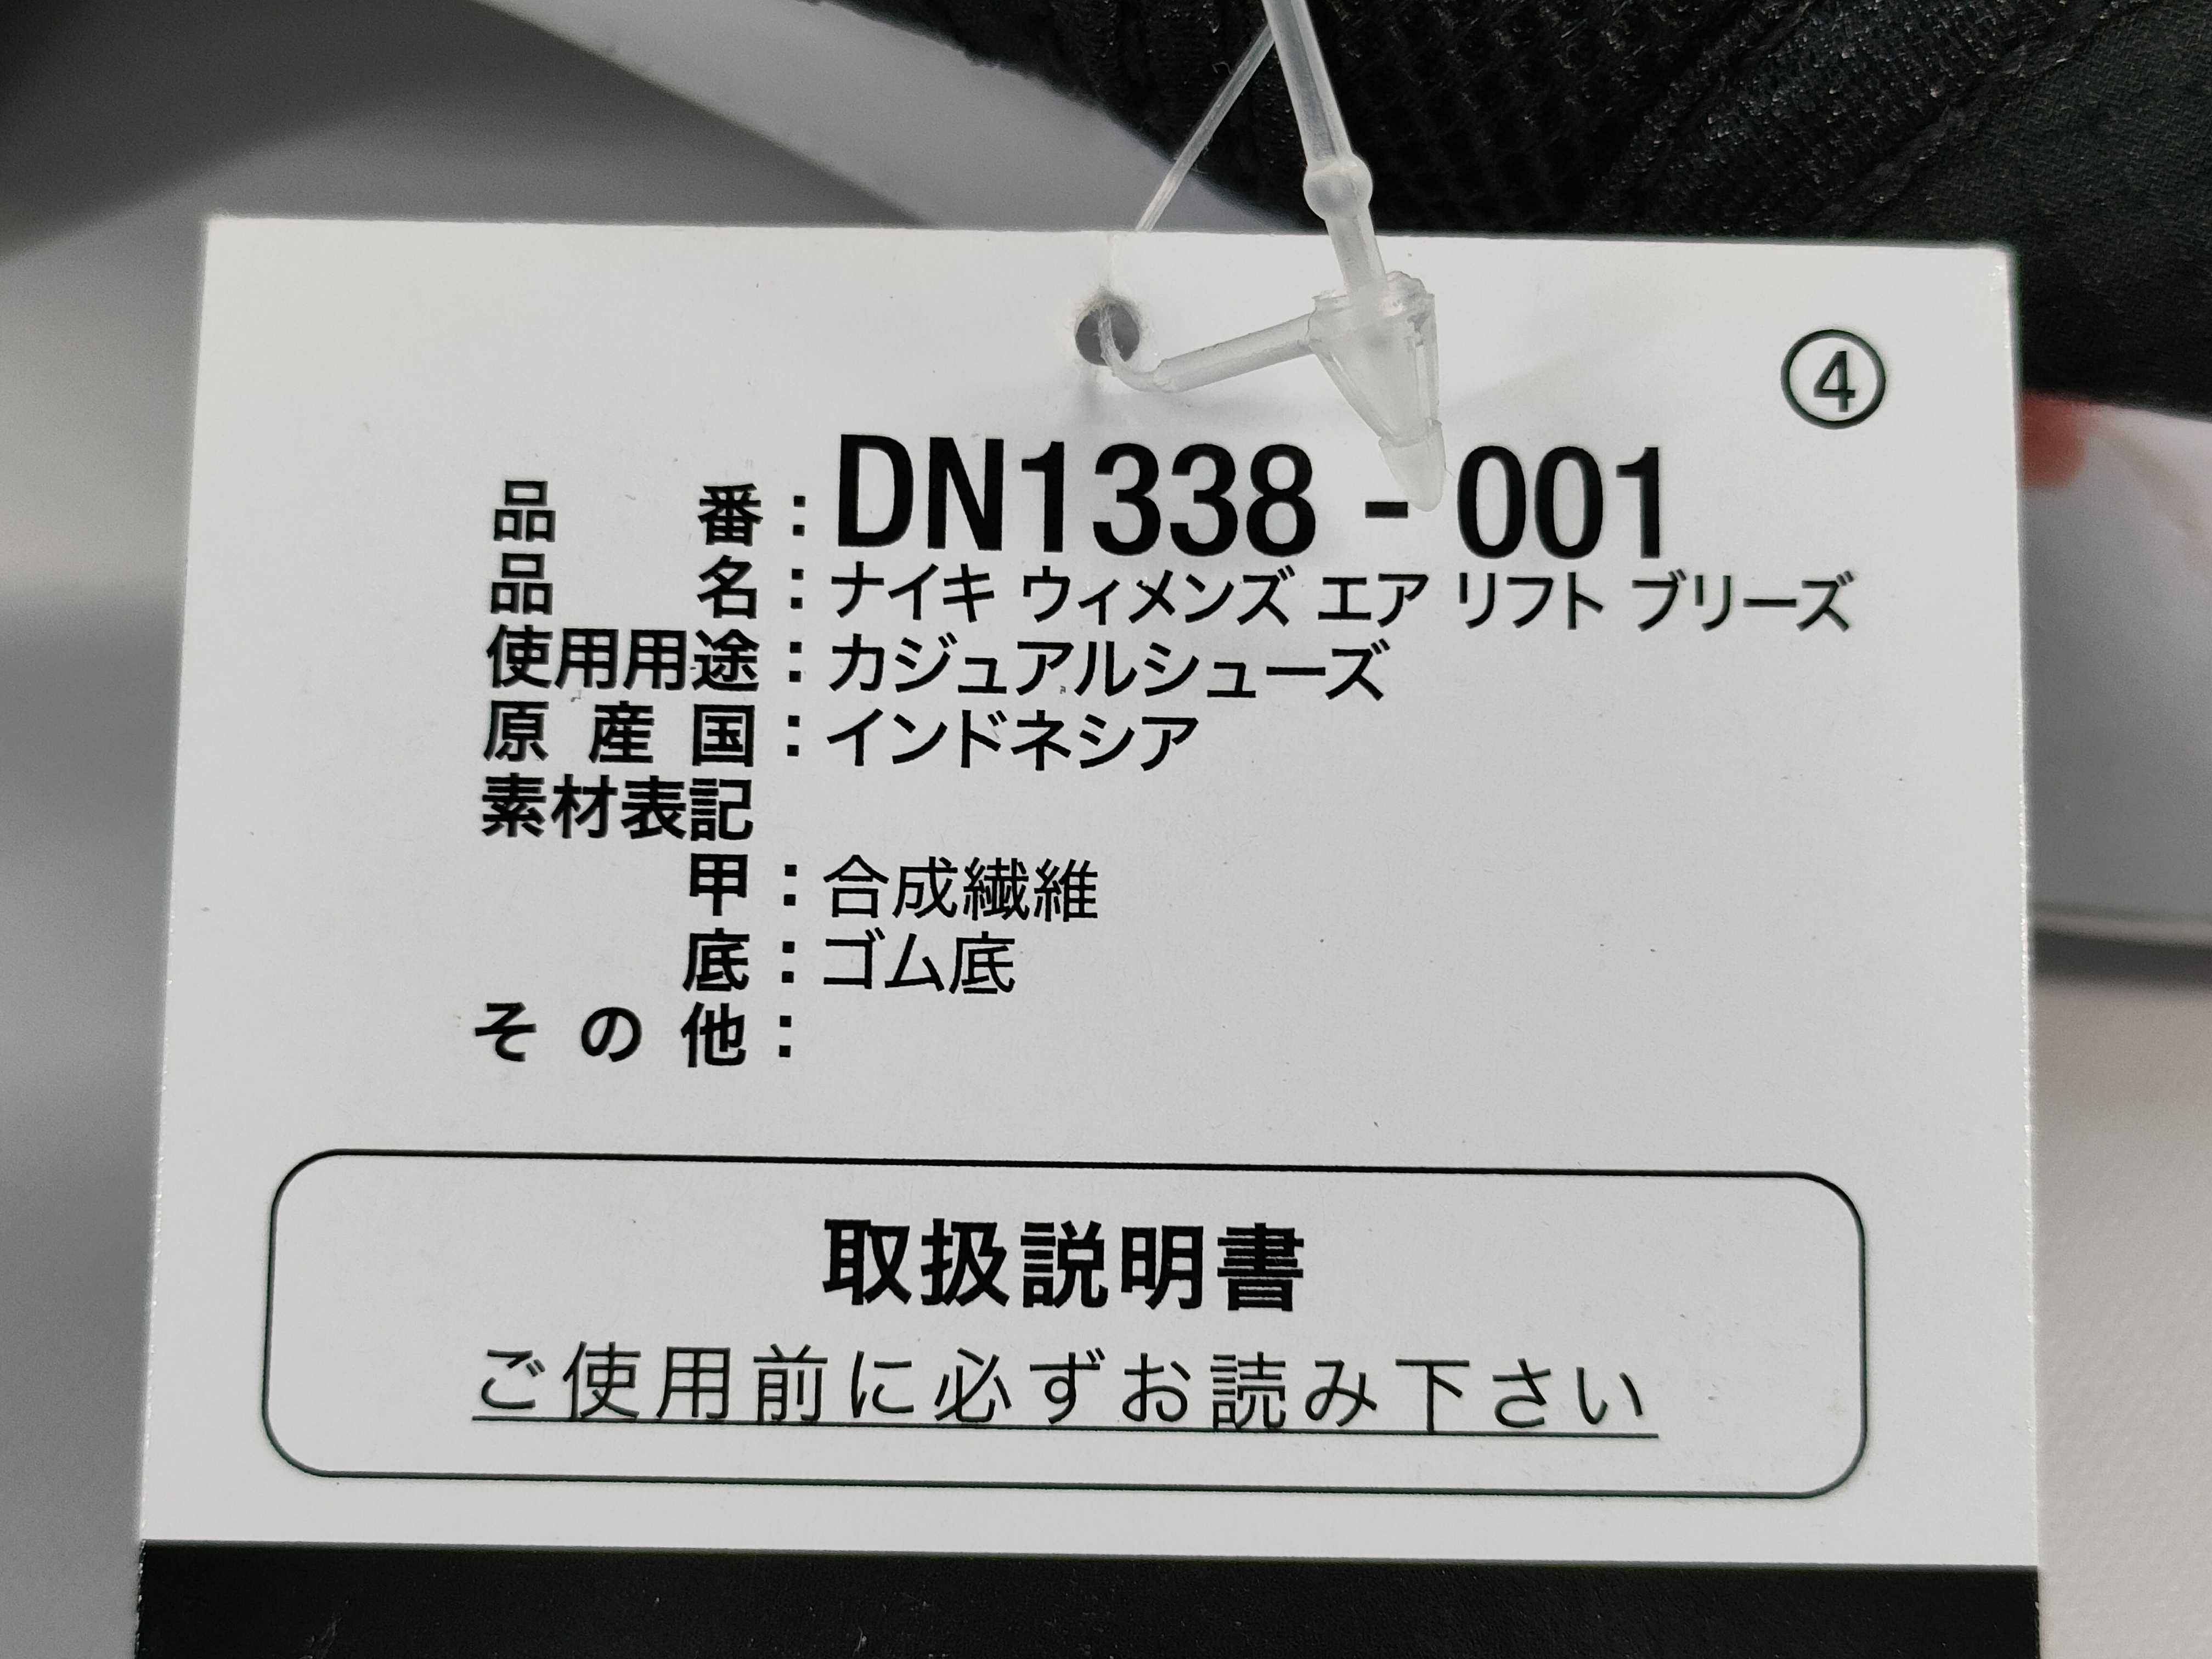 ④
品番：DN1338 - 001
品名：ナイキ ウィメンズ エア リフト ブリーズ
使用用途：カジュアルシューズ
原産国：インドネシア
素材表記
甲：合成繊維
底：ゴム底
その他：
取扱説明書
ご使用前に必ずお読み下さい